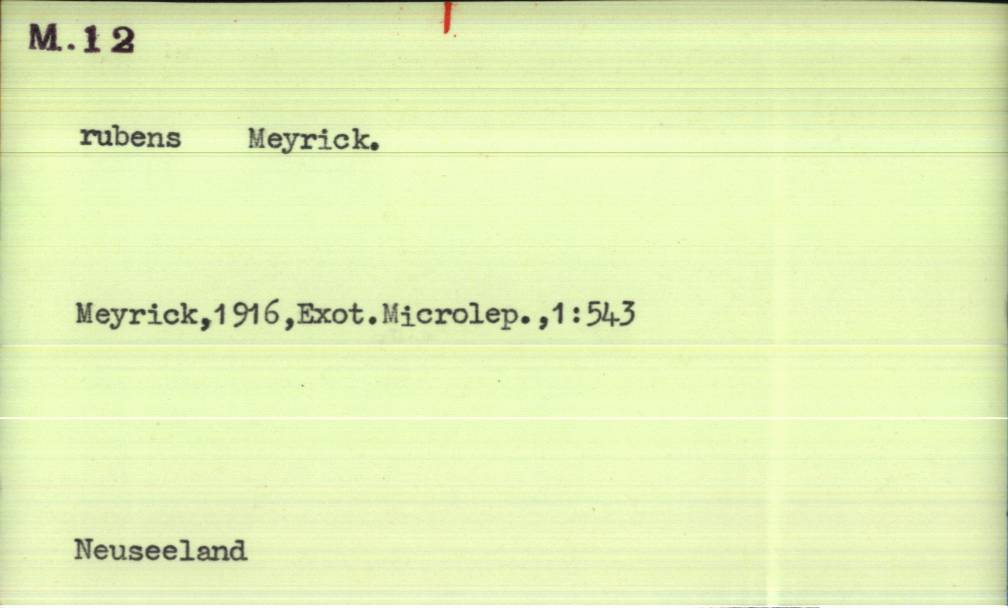 M.12
rubens Meyrick.
Meyrick,1916,Exot.Microlep.,1:543
Neuseeland